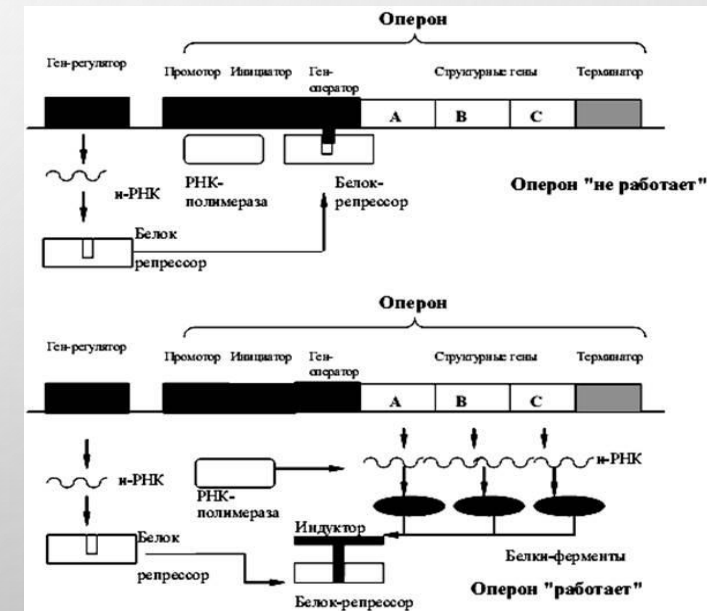 Оперон
Ген-регулятор
Промотор Инициатор Ген-оператор Структурные гены Терминатор
A B C
и-РНК
РНК-полимераза
Белок-репрессор
Оперон "не работает"
Белок
репрессор
Оперон
Ген-регулятор
Промотор Инициатор Ген-оператор Структурные гены Терминатор
A B C
и-РНК
РНК-полимераза
и-РНК
Белок
репрессор
Индуктор
Белок-репрессор
Белки-ферменты
Оперон "работает"